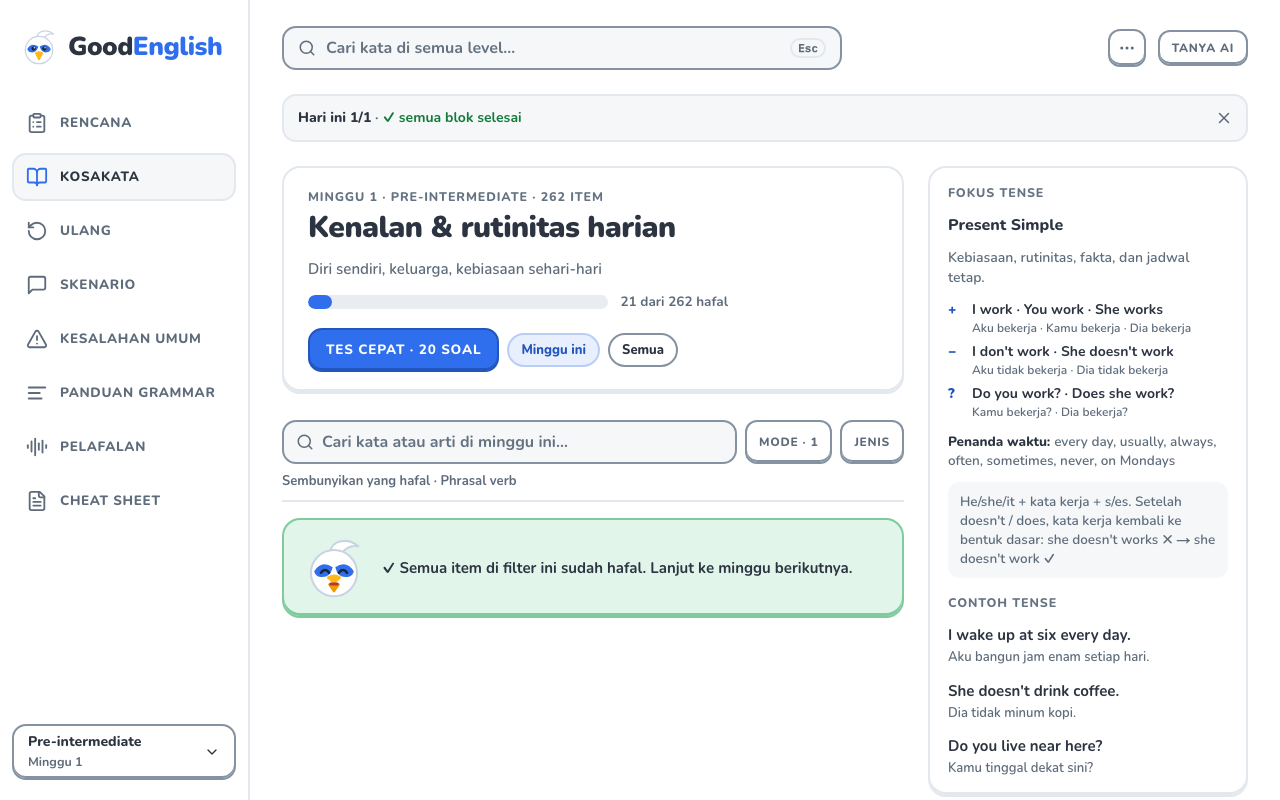 GoodEnglish
RENCANA
KOSAKATA
ULANG
SKENARIO
KESALAHAN UMUM
PANDUAN GRAMMAR
PELAFALAN
CHEAT SHEET
Pre-intermediate
Minggu 1
Cari kata di semua level...
Esc
TANYA AI
Hari ini 1/1 · ✓ semua blok selesai
MINGGU 1 · PRE-INTERMEDIATE · 262 ITEM
Kenalan & rutinitas harian
Diri sendiri, keluarga, kebiasaan sehari-hari
21 dari 262 hafal
TES CEPAT · 20 SOAL
Minggu ini
Semua
Cari kata atau arti di minggu ini...
MODE · 1
JENIS
Sembunyikan yang hafal · Phrasal verb
✓ Semua item di filter ini sudah hafal. Lanjut ke minggu berikutnya.
FOKUS TENSE
Present Simple
Kebiasaan, rutinitas, fakta, dan jadwal
tetap.
+ I work · You work · She works
Aku bekerja · Kamu bekerja · Dia bekerja
− I don't work · She doesn't work
Aku tidak bekerja · Dia tidak bekerja
? Do you work? · Does she work?
Kamu bekerja? · Dia bekerja?
Penanda waktu: every day, usually, always,
often, sometimes, never, on Mondays
He/she/it + kata kerja + s/es. Setelah
doesn't / does, kata kerja kembali ke
bentuk dasar: she doesn't works ✕ → she
doesn't work ✓
CONTOH TENSE
I wake up at six every day.
Aku bangun jam enam setiap hari.
She doesn't drink coffee.
Dia tidak minum kopi.
Do you live near here?
Kamu tinggal dekat sini?